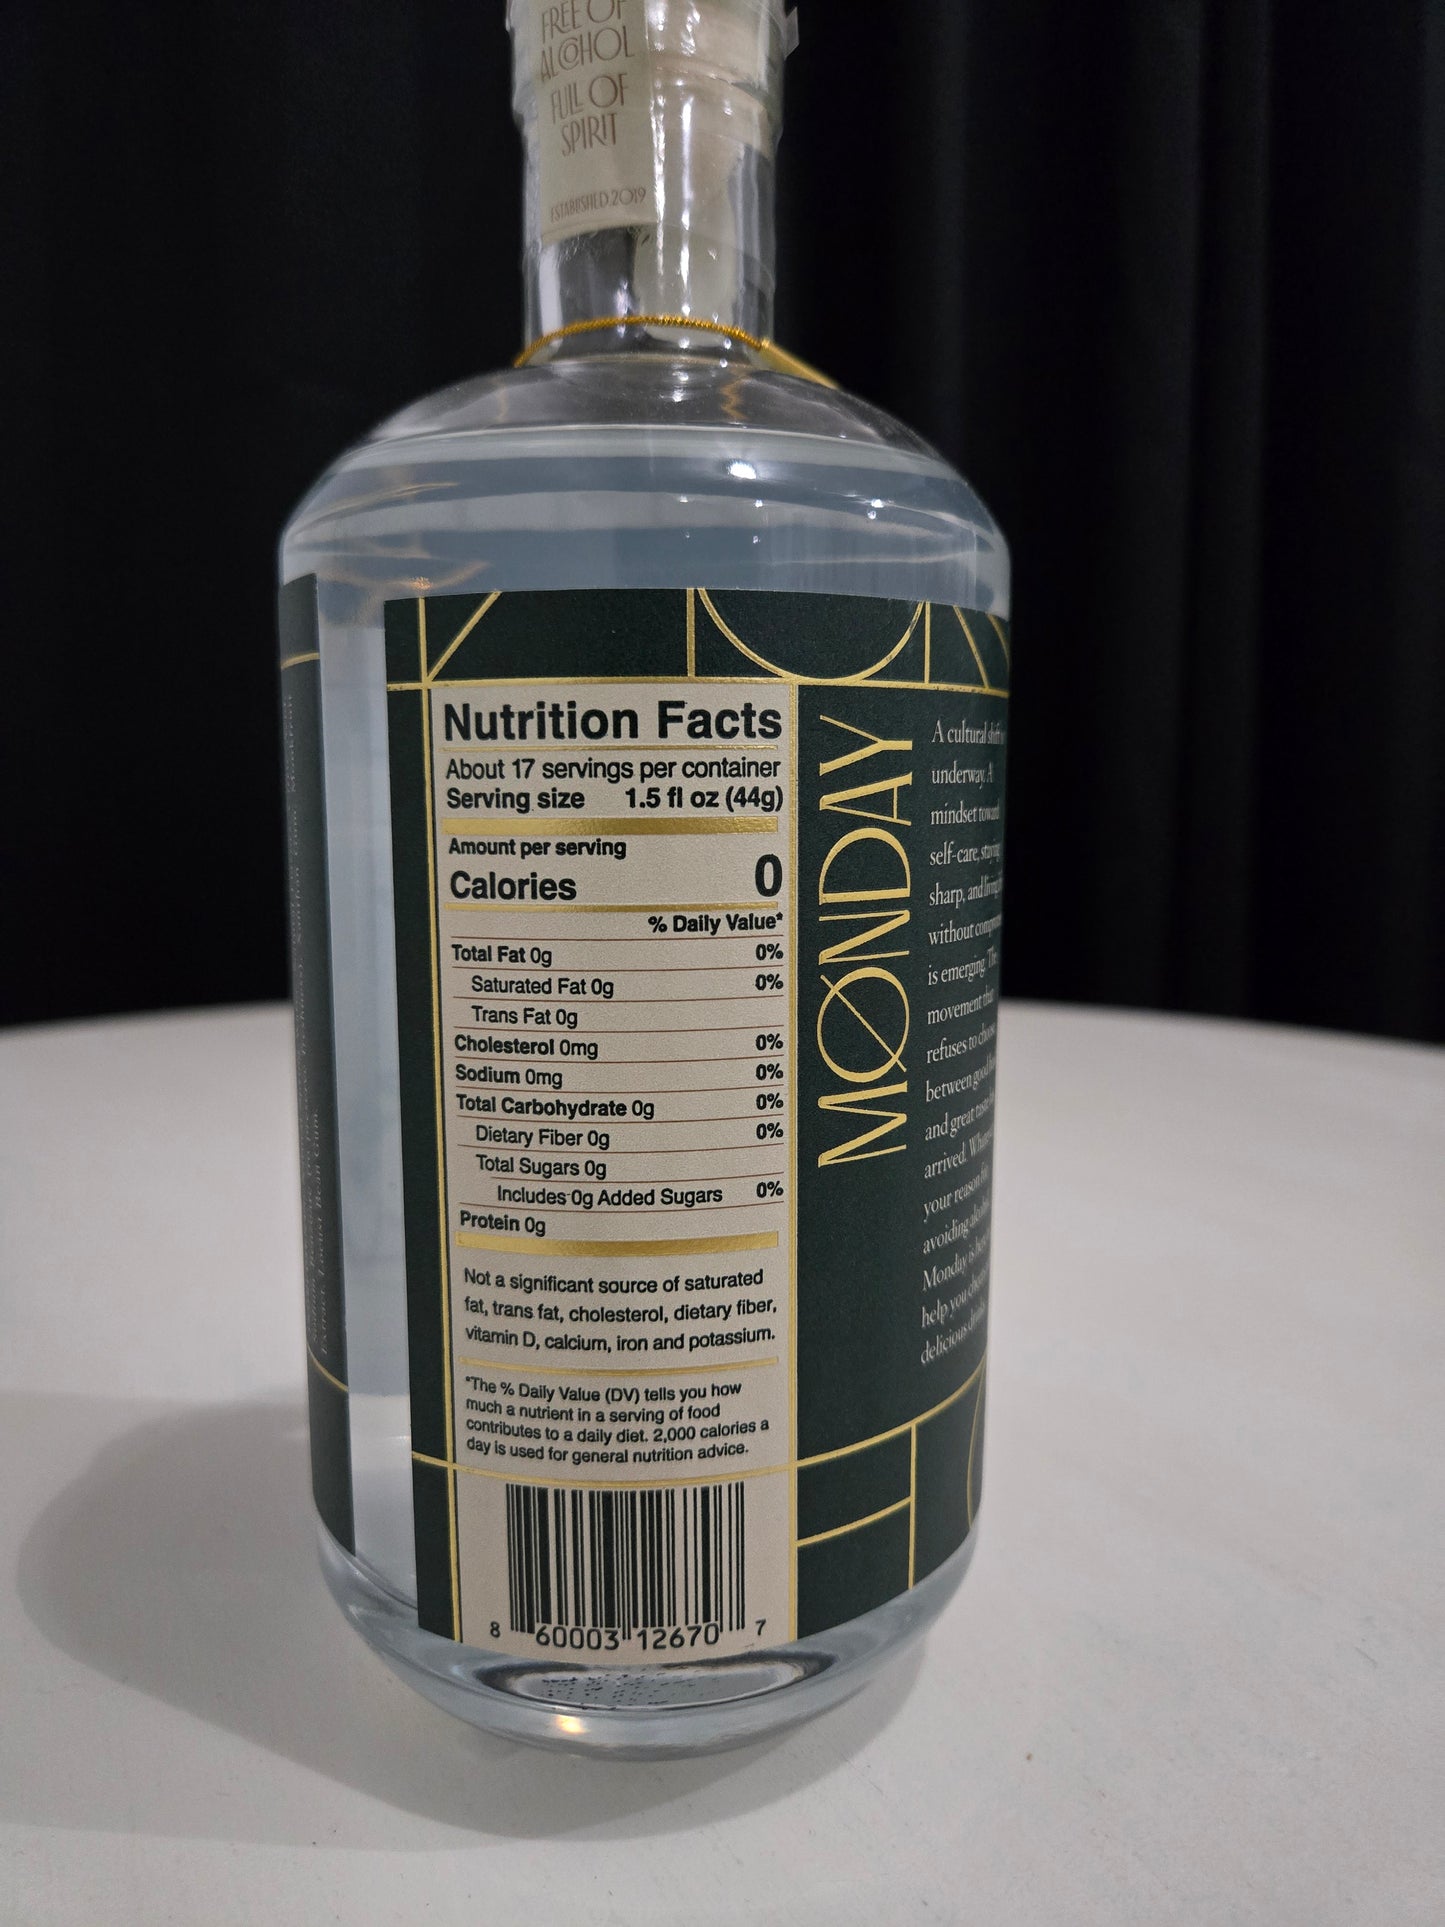 FREE OF
ALCOHOL
FULL OF
SPIRIT
ESTABLISHED 2019
Nutrition Facts
About 17 servings per container
Serving size 1.5 fl oz (44g)
Amount per serving
Calories 0
% Daily Value*
Total Fat 0g 0%
Saturated Fat 0g 0%
Trans Fat 0g
Cholesterol 0mg 0%
Sodium 0mg 0%
Total Carbohydrate 0g 0%
Dietary Fiber 0g 0%
Total Sugars 0g
Includes 0g Added Sugars 0%
Protein 0g
Not a significant source of saturated
fat, trans fat, cholesterol, dietary fiber,
vitamin D, calcium, iron and potassium.
*The % Daily Value (DV) tells you how
much a nutrient in a serving of food
contributes to a daily diet. 2,000 calories a
day is used for general nutrition advice.
8 60003 12670 7
MØNDAY
A cultural shift
underway. A
mindset toward
self-care, staying
sharp, and
without
is emerging. The
movement that
refuses to
between good
and great taste
arrived.
your reason
avoiding
Monday is
help you
delicious